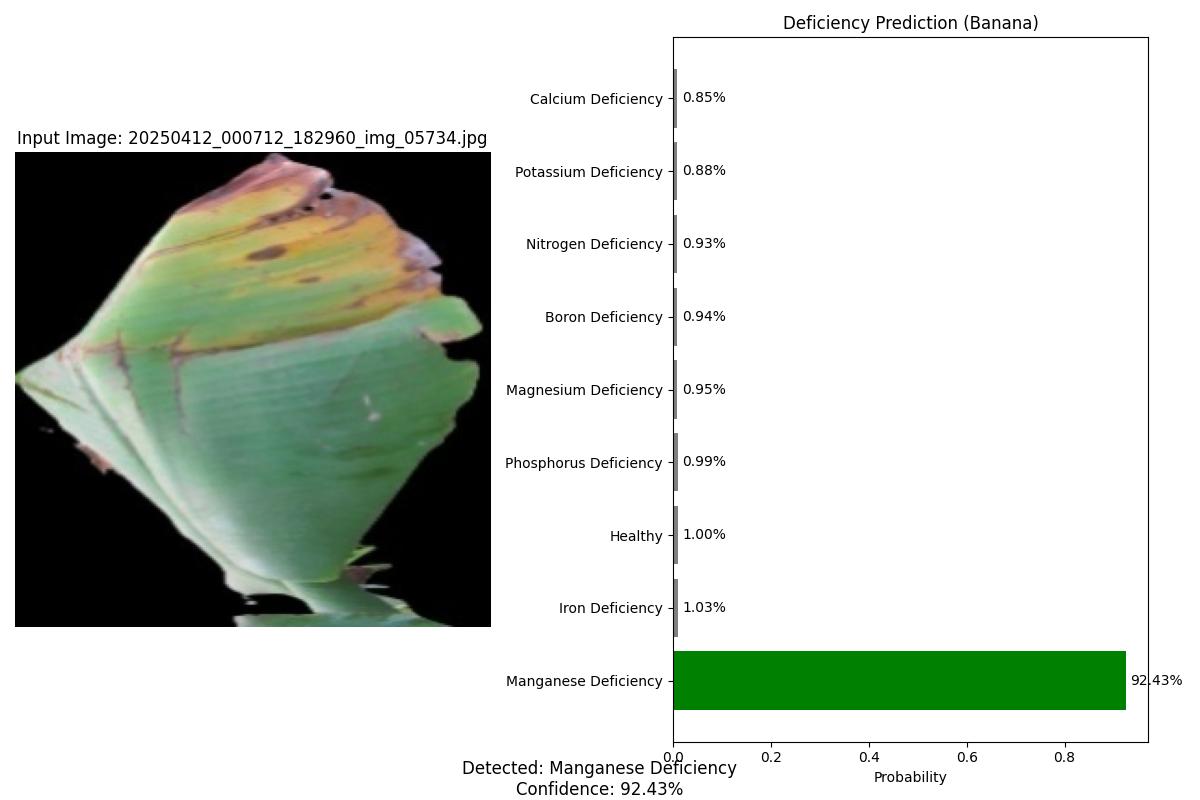 Input Image: 20250412_000712_182960_img_05734.jpg
Deficiency Prediction (Banana)
Calcium Deficiency 0.85%
Potassium Deficiency 0.88%
Nitrogen Deficiency 0.93%
Boron Deficiency 0.94%
Magnesium Deficiency 0.95%
Phosphorus Deficiency 0.99%
Healthy 1.00%
Iron Deficiency 1.03%
Manganese Deficiency 92.43%
0.0 0.2 0.4 0.6 0.8
Probability
Detected: Manganese Deficiency
Confidence: 92.43%